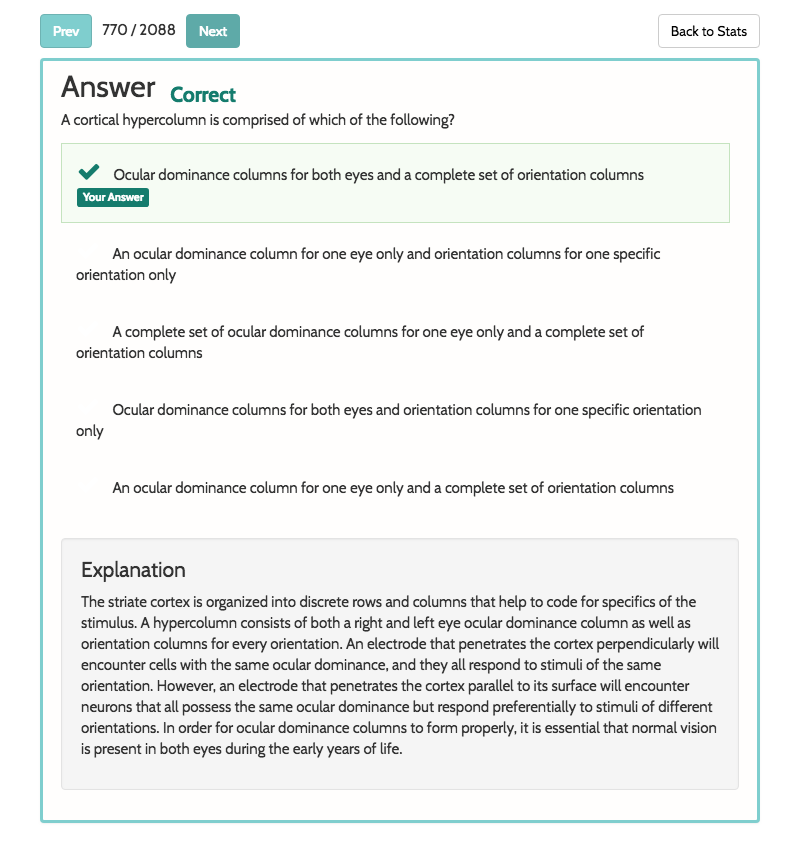 Prev 770 / 2088 Next Back to Stats
Answer Correct
A cortical hypercolumn is comprised of which of the following?
Ocular dominance columns for both eyes and a complete set of orientation columns
Your Answer
An ocular dominance column for one eye only and orientation columns for one specific
orientation only
A complete set of ocular dominance columns for one eye only and a complete set of
orientation columns
Ocular dominance columns for both eyes and orientation columns for one specific orientation
only
An ocular dominance column for one eye only and a complete set of orientation columns
Explanation
The striate cortex is organized into discrete rows and columns that help to code for specifics of the
stimulus. A hypercolumn consists of both a right and left eye ocular dominance column as well as
orientation columns for every orientation. An electrode that penetrates the cortex perpendicularly will
encounter cells with the same ocular dominance, and they all respond to stimuli of the same
orientation. However, an electrode that penetrates the cortex parallel to its surface will encounter
neurons that all possess the same ocular dominance but respond preferentially to stimuli of different
orientations. In order for ocular dominance columns to form properly, it is essential that normal vision
is present in both eyes during the early years of life.